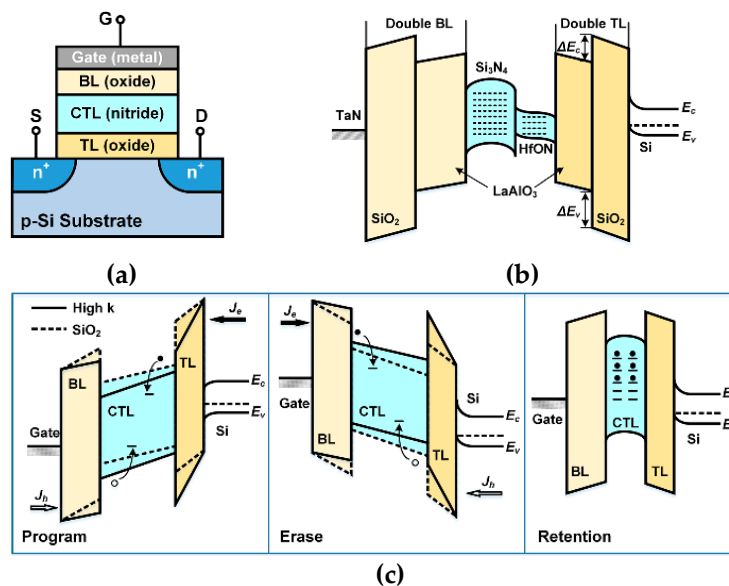 G
Gate (metal)
BL (oxide)
CTL (nitride)
TL (oxide)
S
D
n+
n+
p-Si Substrate
(a)
Double BL
Double TL
ΔEc
Si3N4
TaN
Ec
Ev
Si
HfON
LaAlO3
SiO2
ΔEv
SiO2
(b)
High k
SiO2
Je
TL
BL
CTL
Ec
Ev
Si
Gate
Jh
Program
Je
Gate
Si
CTL
Ec
Ev
BL
TL
Jh
Erase
Gate
CTL
Si
BL
TL
Retention
(c)